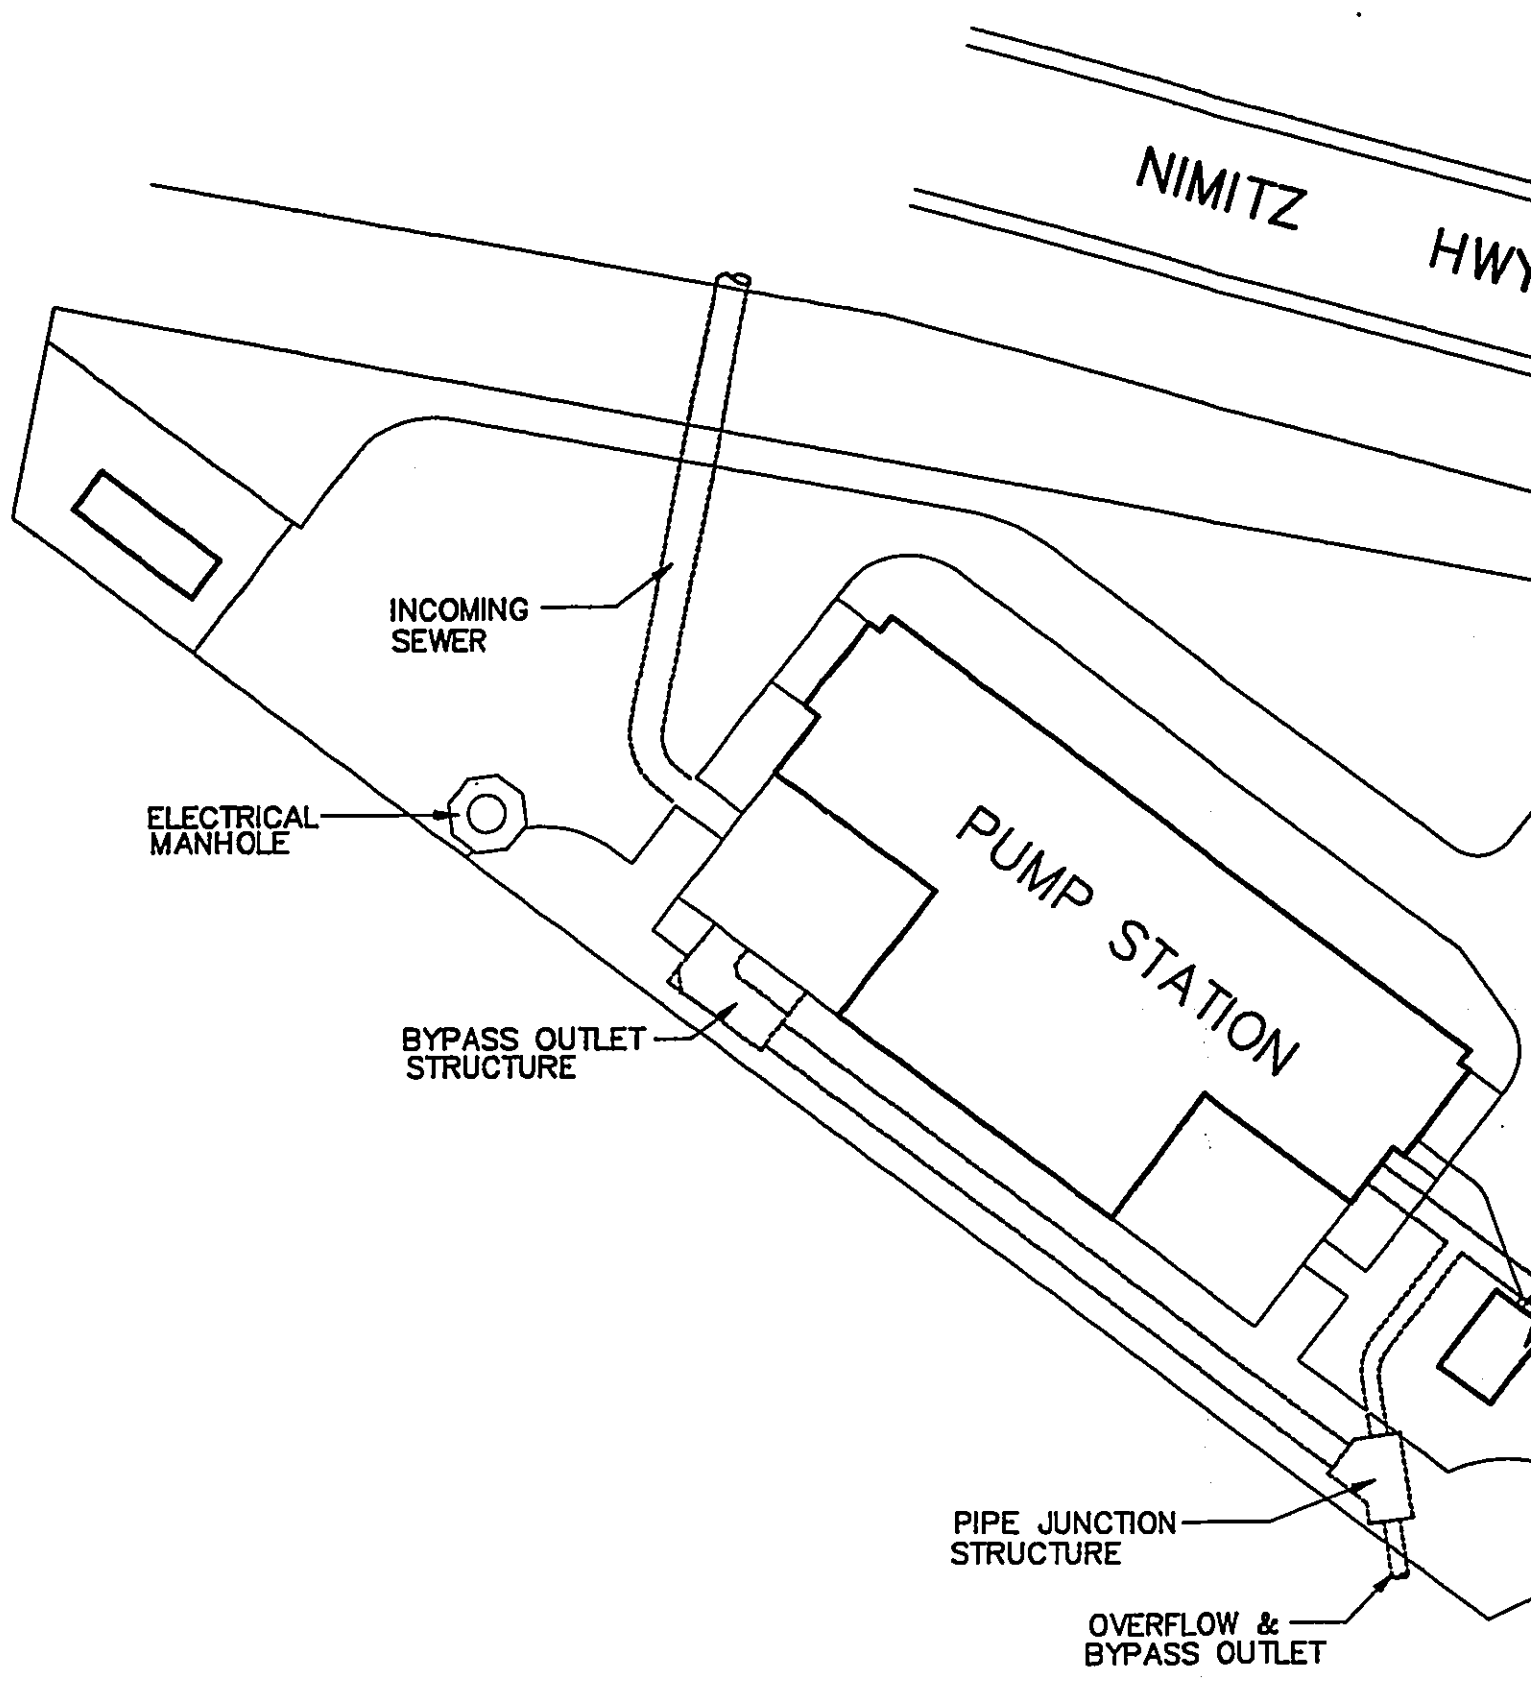 NIMITZ HWY
INCOMING
SEWER
ELECTRICAL
MANHOLE
PUMP STATION
BYPASS OUTLET
STRUCTURE
PIPE JUNCTION
STRUCTURE
OVERFLOW &
BYPASS OUTLET